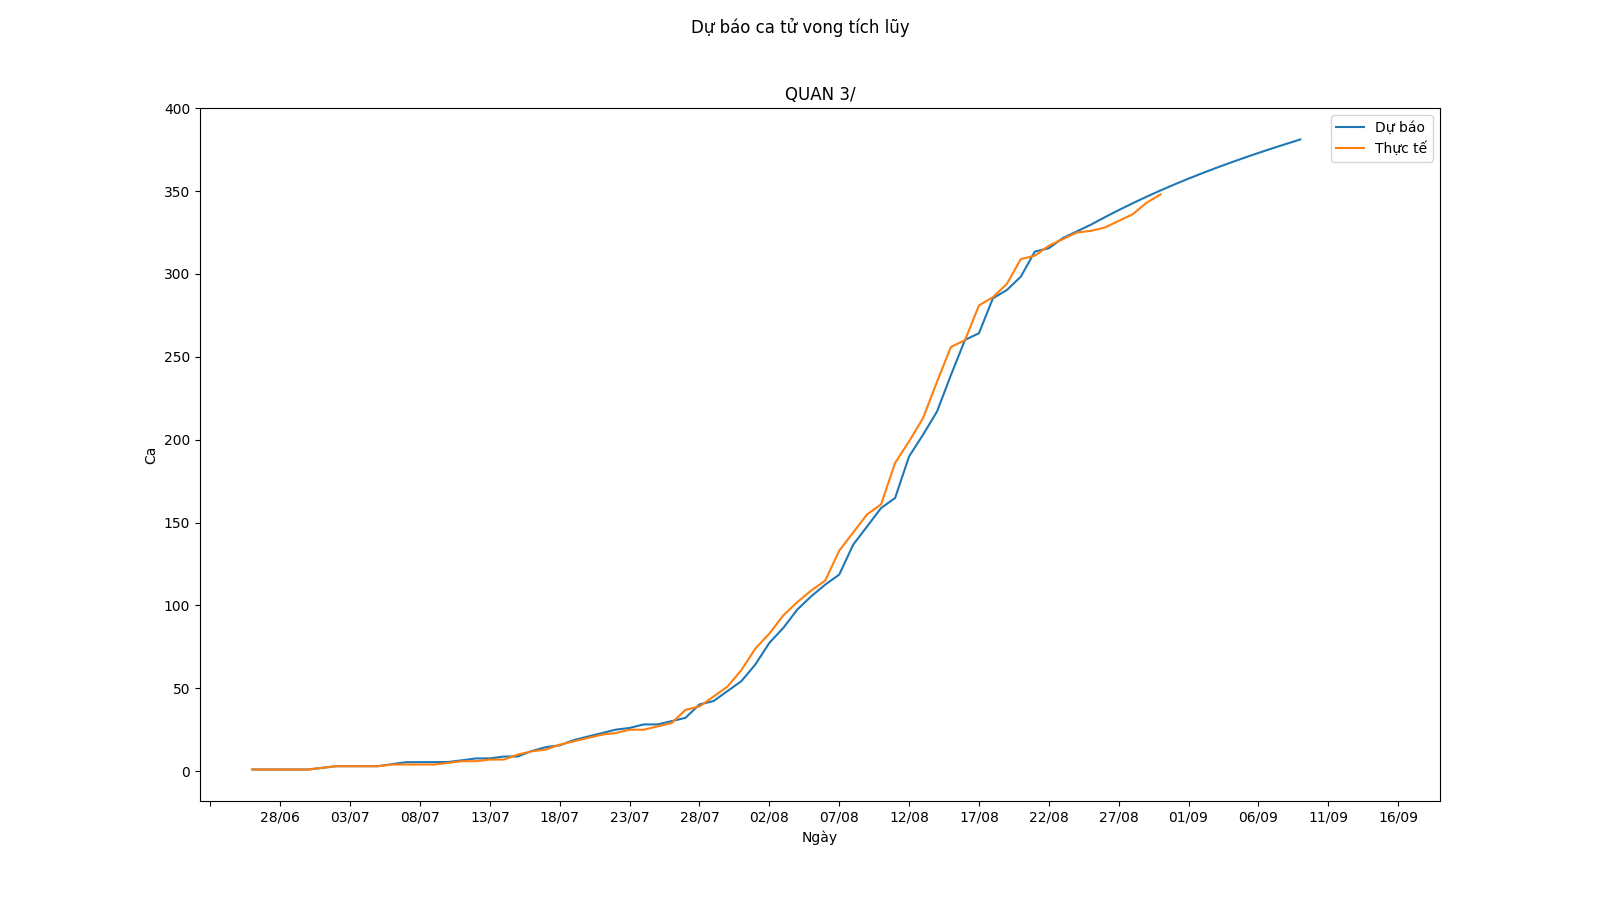 Dự báo ca tử vong tích lũy
QUAN 3/
Dự báo
Thực tế
Ca
400
350
300
250
200
150
100
50
0
28/06 03/07 08/07 13/07 18/07 23/07 28/07 02/08 07/08 12/08 17/08 22/08 27/08 01/09 06/09 11/09 16/09
Ngày